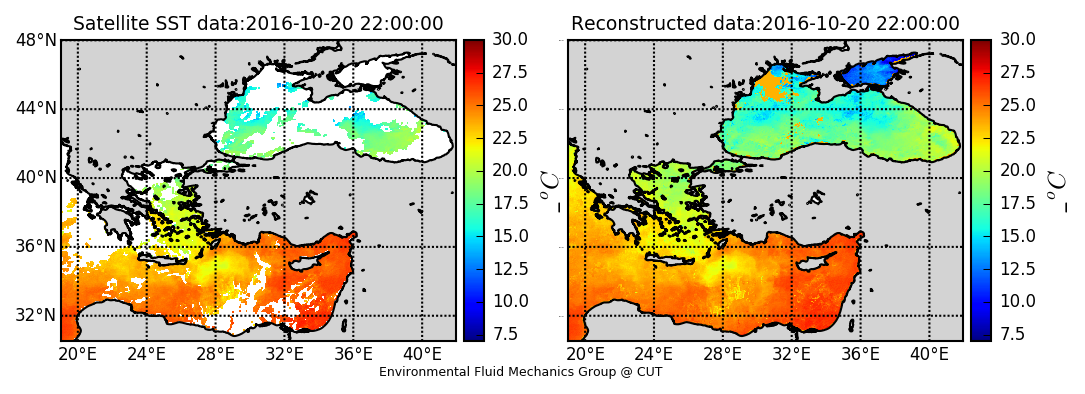 Satellite SST data:2016-10-20 22:00:00 Reconstructed data:2016-10-20 22:00:00
48°N
44°N
40°N
36°N
32°N
20°E 24°E 28°E 32°E 36°E 40°E
30.0
27.5
25.0
22.5
20.0
17.5
15.0
12.5
10.0
7.5
_ °C
20°E 24°E 28°E 32°E 36°E 40°E
30.0
27.5
25.0
22.5
20.0
17.5
15.0
12.5
10.0
7.5
_ °C
Environmental Fluid Mechanics Group @ CUT